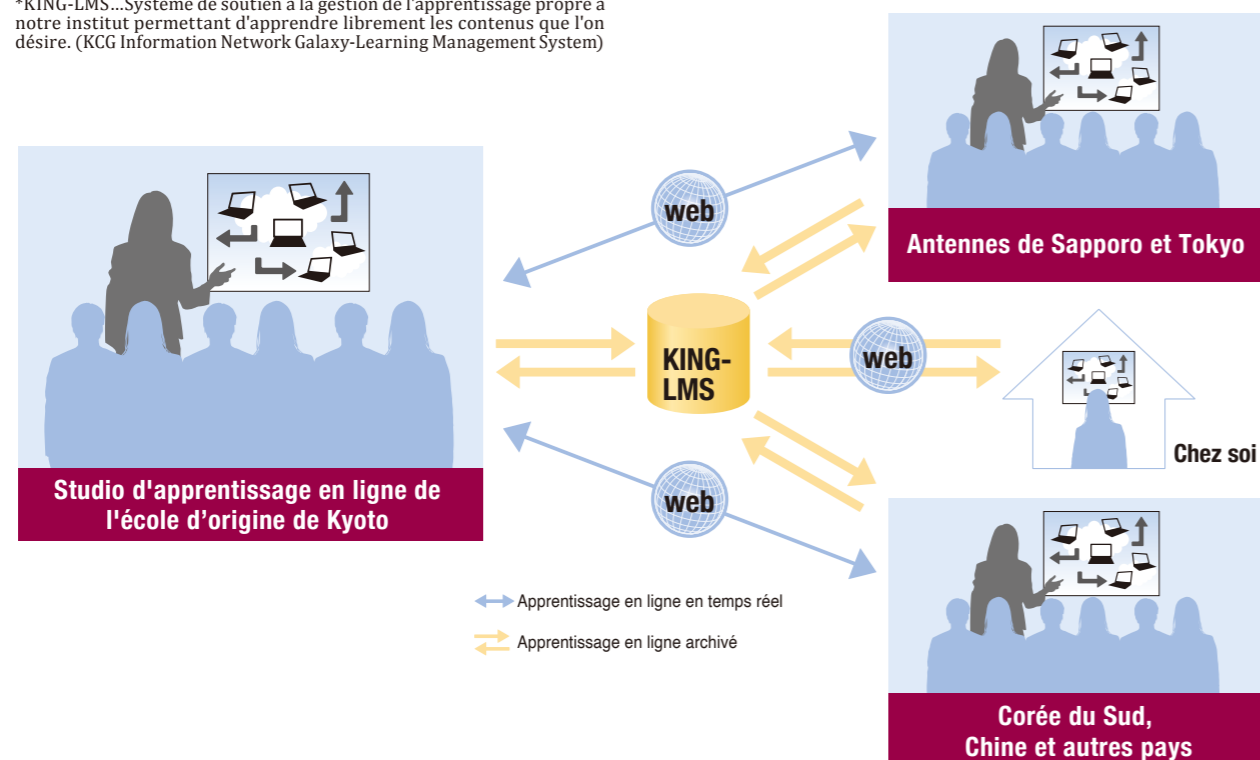 *KING-LMS…Système de soutien à la gestion de l'apprentissage propre à
notre institut permettant d'apprendre librement les contenus que l'on
désire. (KCG Information Network Galaxy-Learning Management System)
web
Antennes de Sapporo et Tokyo
KING-
LMS
web
Chez soi
Studio d'apprentissage en ligne de
l'école d’origine de Kyoto
web
Apprentissage en ligne en temps réel
Apprentissage en ligne archivé
Corée du Sud,
Chine et autres pays